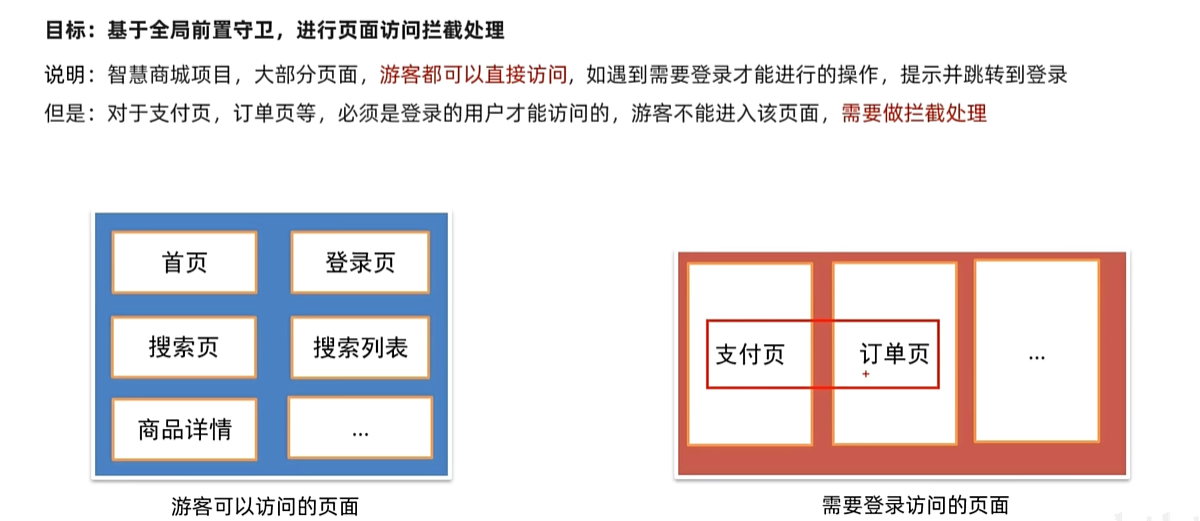 目标：基于全局前置守卫，进行页面访问拦截处理
说明：智慧商城项目，大部分页面，游客都可以直接访问, 如遇到需要登录才能进行的操作，提示并跳转到登录
但是：对于支付页，订单页等，必须是登录的用户才能访问的，游客不能进入该页面，需要做拦截处理
首页
登录页
搜索页
搜索列表
商品详情
...
游客可以访问的页面
支付页
订单页
...
需要登录访问的页面